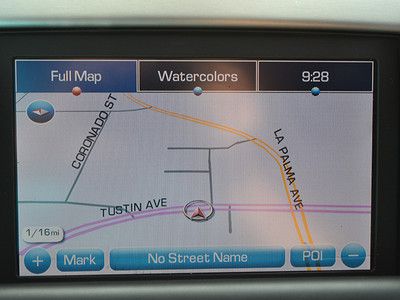 Full Map
Watercolors
9:28
CORONADO ST
LA PALMA AVE
TUSTIN AVE
1/16mi
+
Mark
No Street Name
POI
−